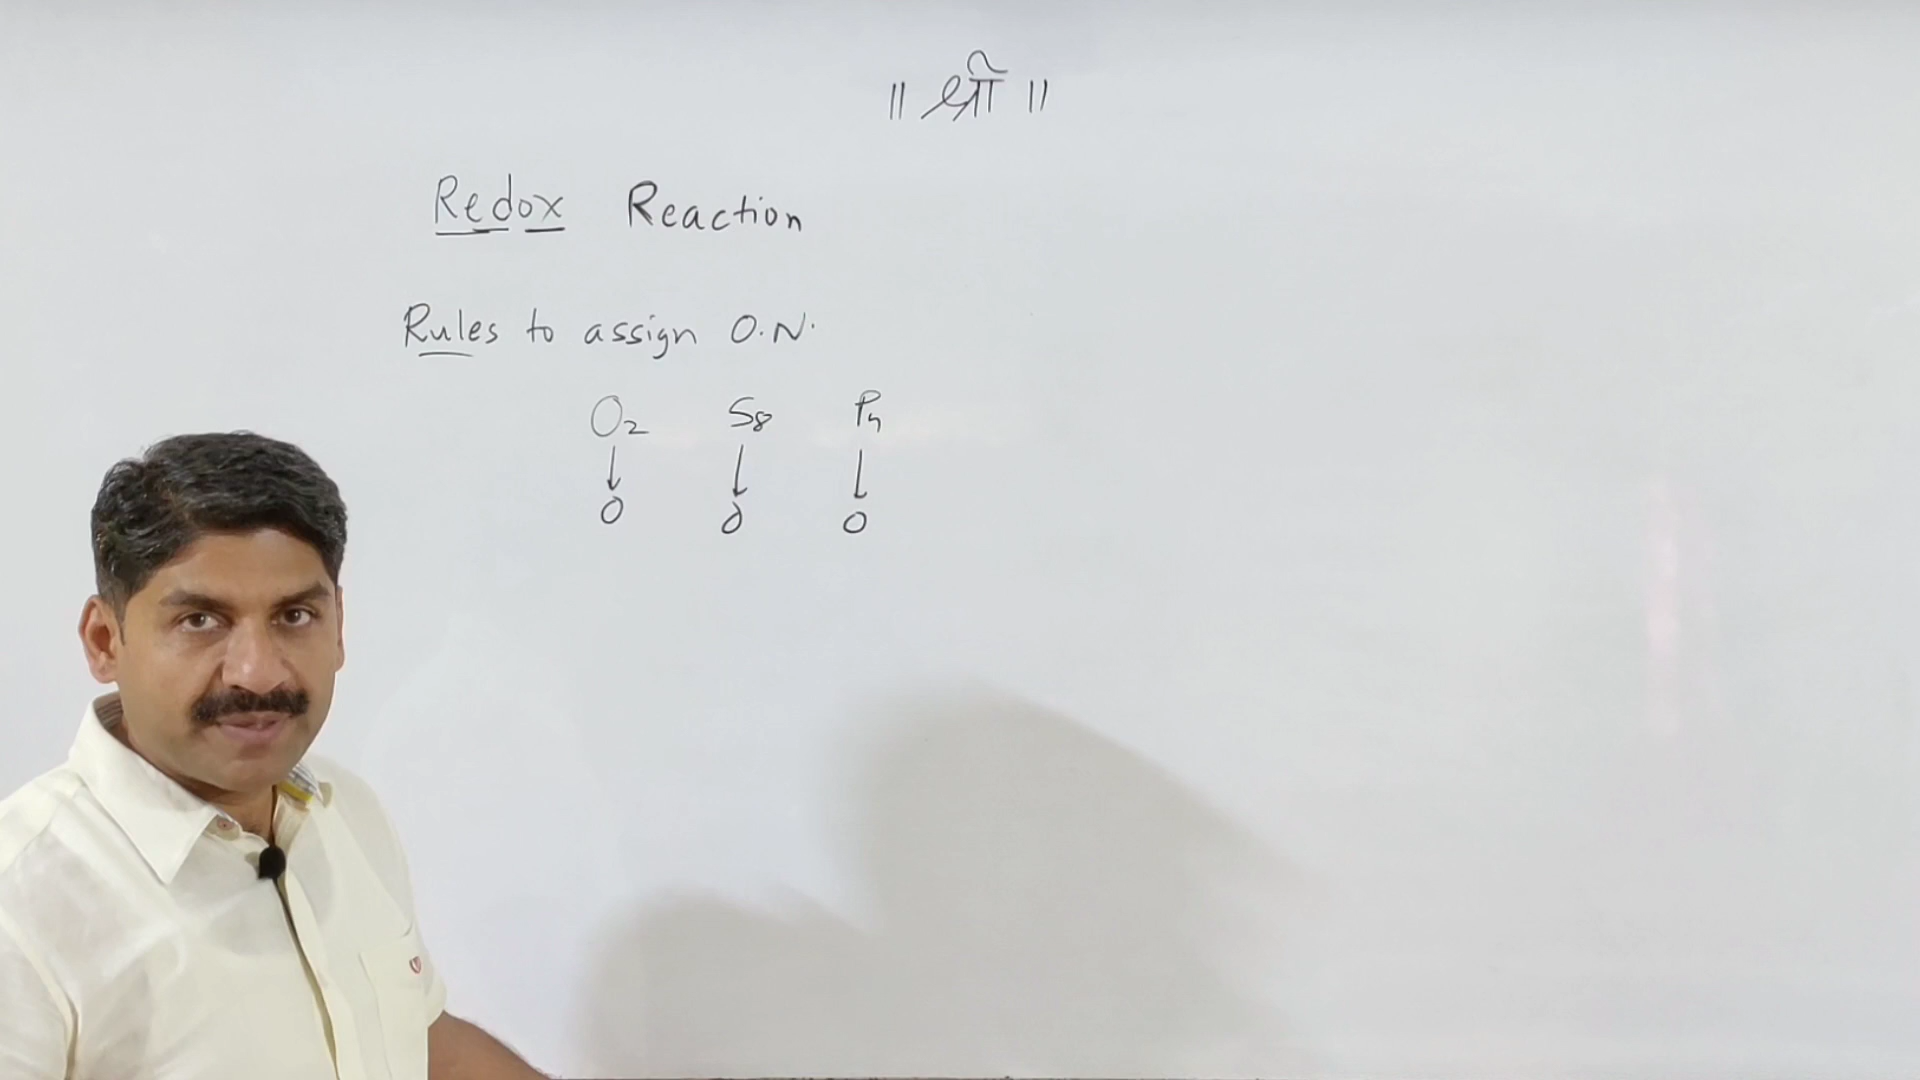 ॥ श्री ॥
Redox Reaction
Rules to assign O.N.
O₂ S₈ P₄
↓ ↓ ↓
0 0 0